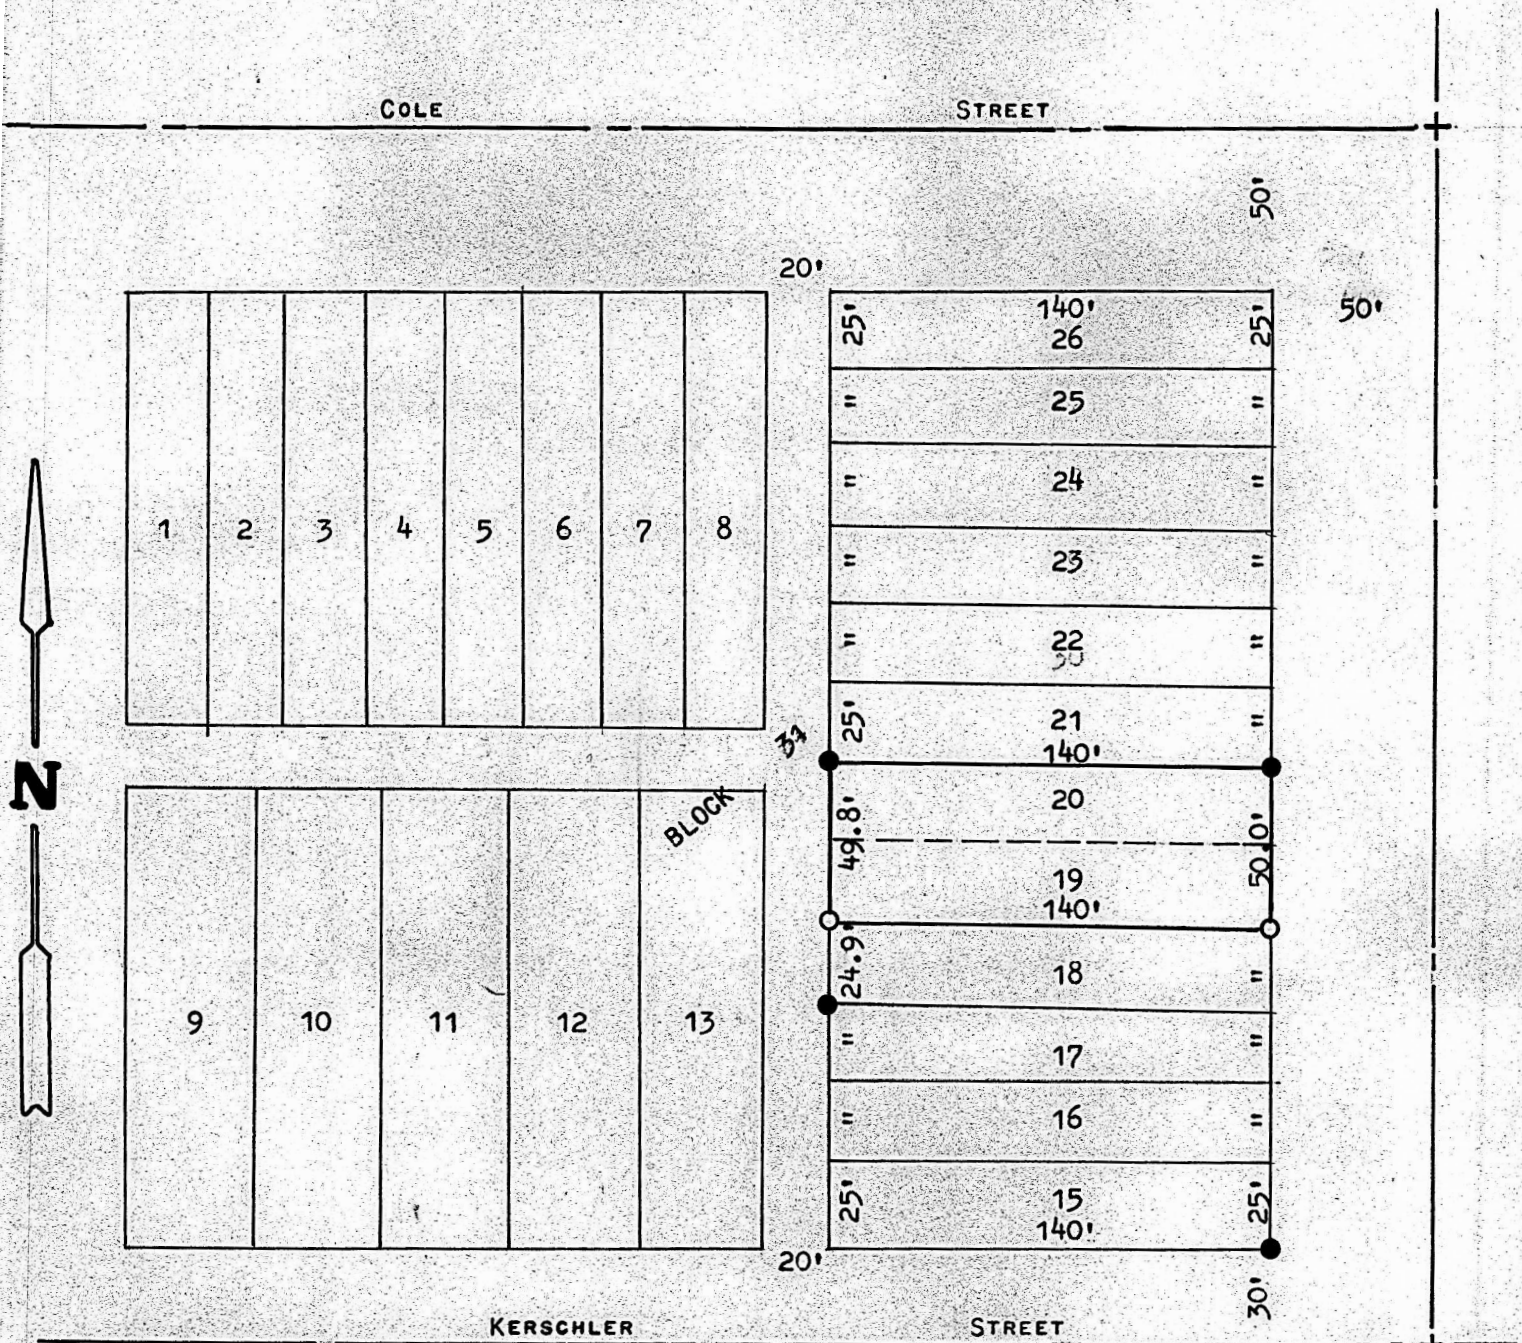 COLE STREET
50'
20'
140'
25' 26 25' 50'
" 25 "
" 24 "
1 2 3 4 5 6 7 8
" 23 "
" 22 "
25' 21 "
140'
N
BLOCK
20
49.8' 50.0'
19
140'
24.9' 18 "
9 10 11 12 13
" 17 "
" 16 "
25' 15 25'
140'
20'
30'
KERSCHLER STREET